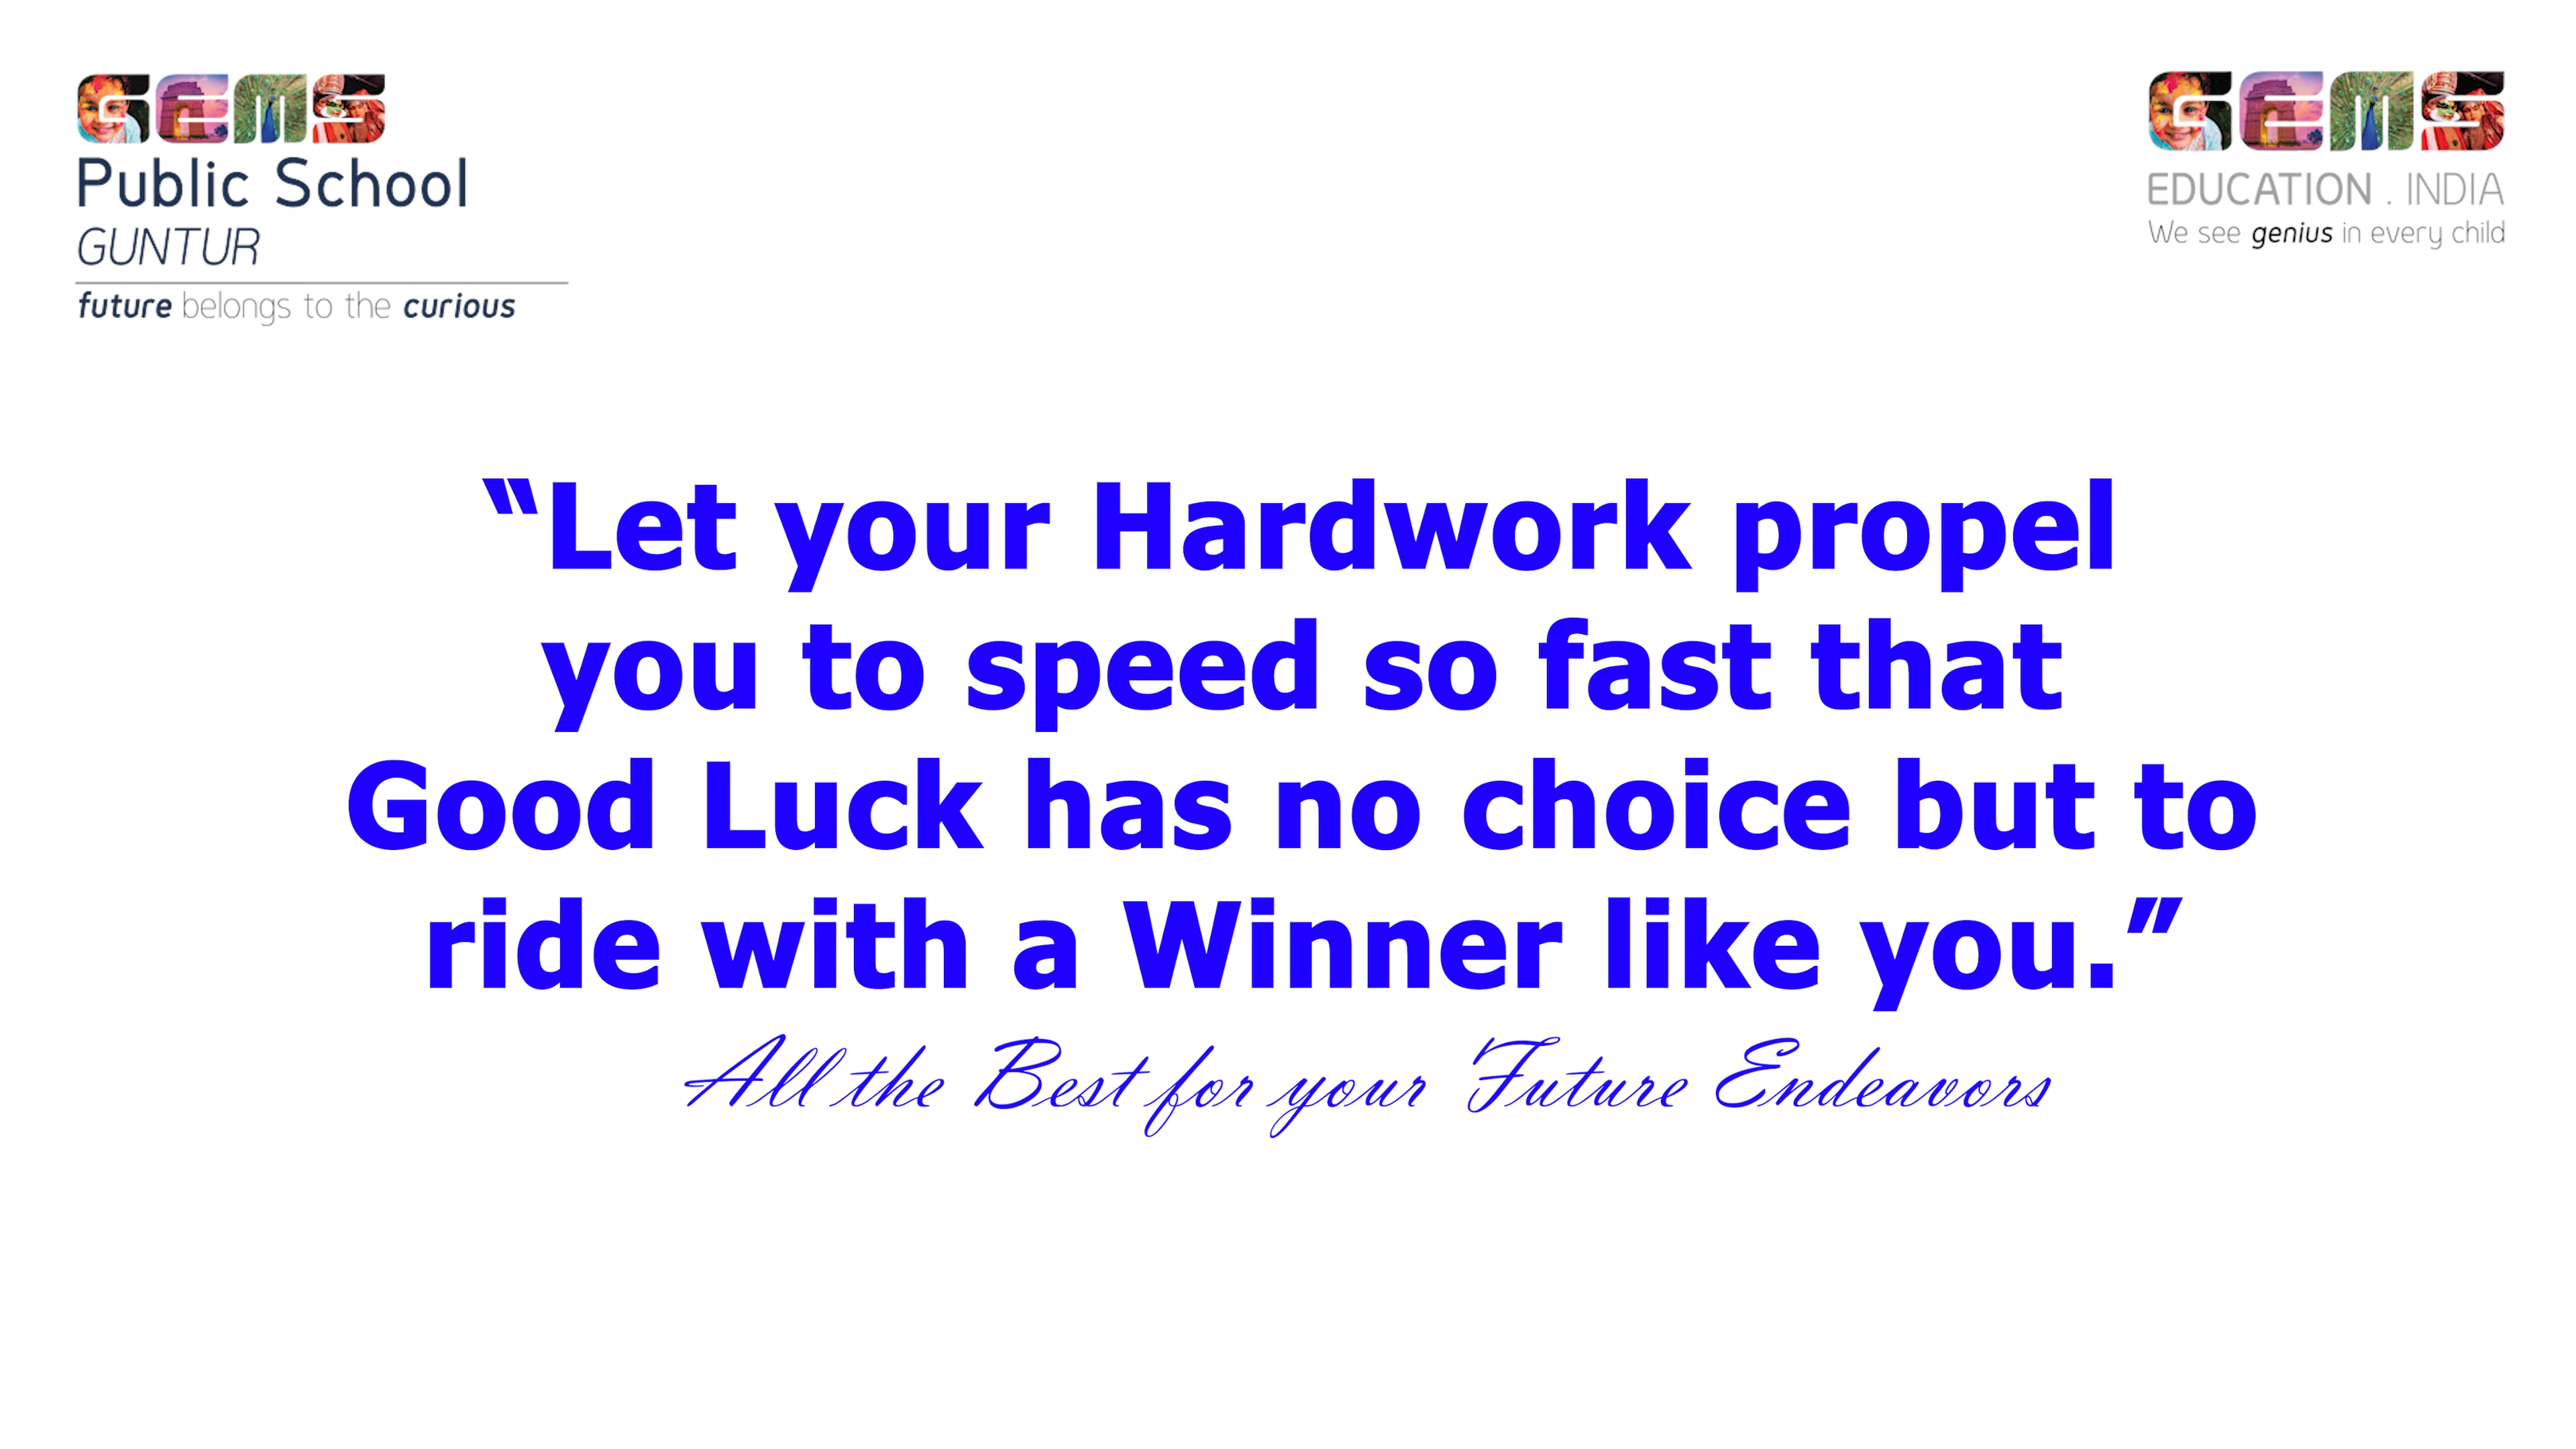 GEMS
Public School
GUNTUR
future belongs to the curious
GEMS
EDUCATION . INDIA
We see genius in every child
“Let your Hardwork propel
you to speed so fast that
Good Luck has no choice but to
ride with a Winner like you.”
All the Best for your Future Endeavors